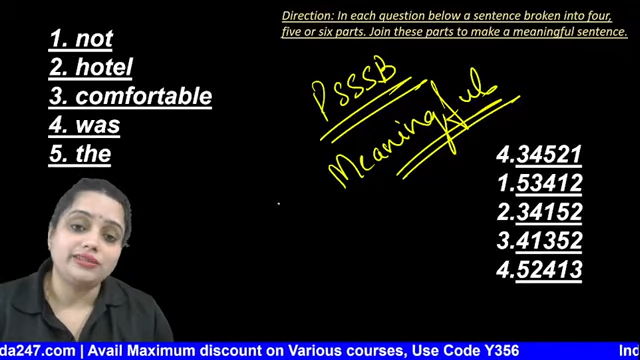 Direction: In each question below a sentence broken into four,
five or six parts. Join these parts to make a meaningful sentence.
1. not
2. hotel
3. comfortable
4. was
5. the
PSSSB
Meaningful
4.34521
1.53412
2.34152
3.41352
4.52413
da247.com | Avail Maximum discount on Various courses, Use Code Y356
Ind